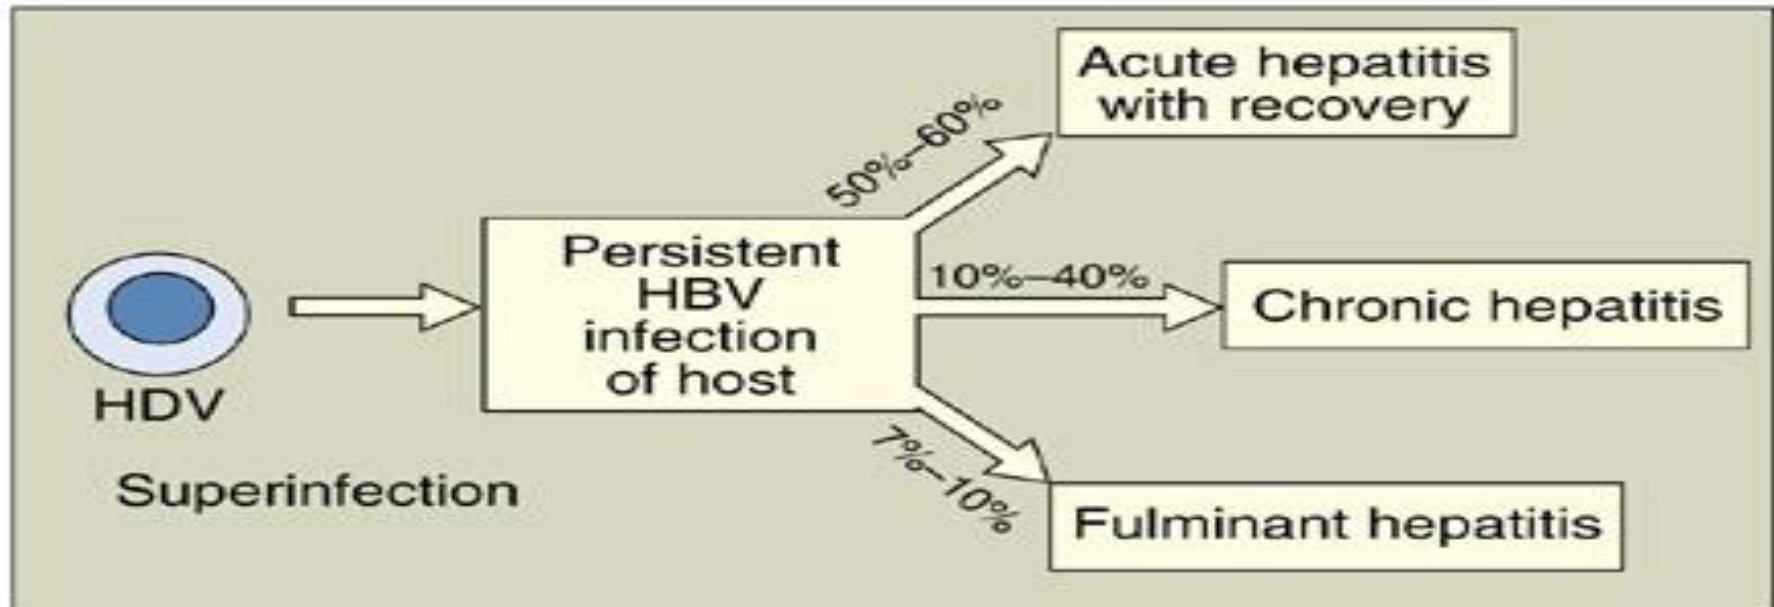 HDV
Superinfection
Persistent
HBV
infection
of host
50%–60%
Acute hepatitis
with recovery
10%–40%
Chronic hepatitis
7%–10%
Fulminant hepatitis